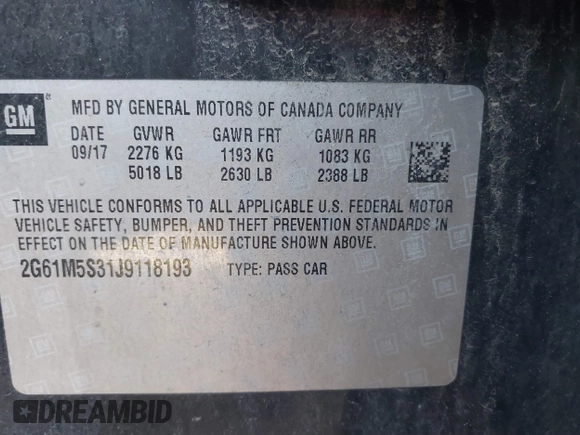 GM ® MFD BY GENERAL MOTORS OF CANADA COMPANY
DATE GVWR GAWR FRT GAWR RR
09/17 2276 KG 1193 KG 1083 KG
5018 LB 2630 LB 2388 LB
THIS VEHICLE CONFORMS TO ALL APPLICABLE U.S. FEDERAL MOTOR
VEHICLE SAFETY, BUMPER, AND THEFT PREVENTION STANDARDS IN
EFFECT ON THE DATE OF MANUFACTURE SHOWN ABOVE.
2G61M5S31J9118193 TYPE: PASS CAR
DREAMBID